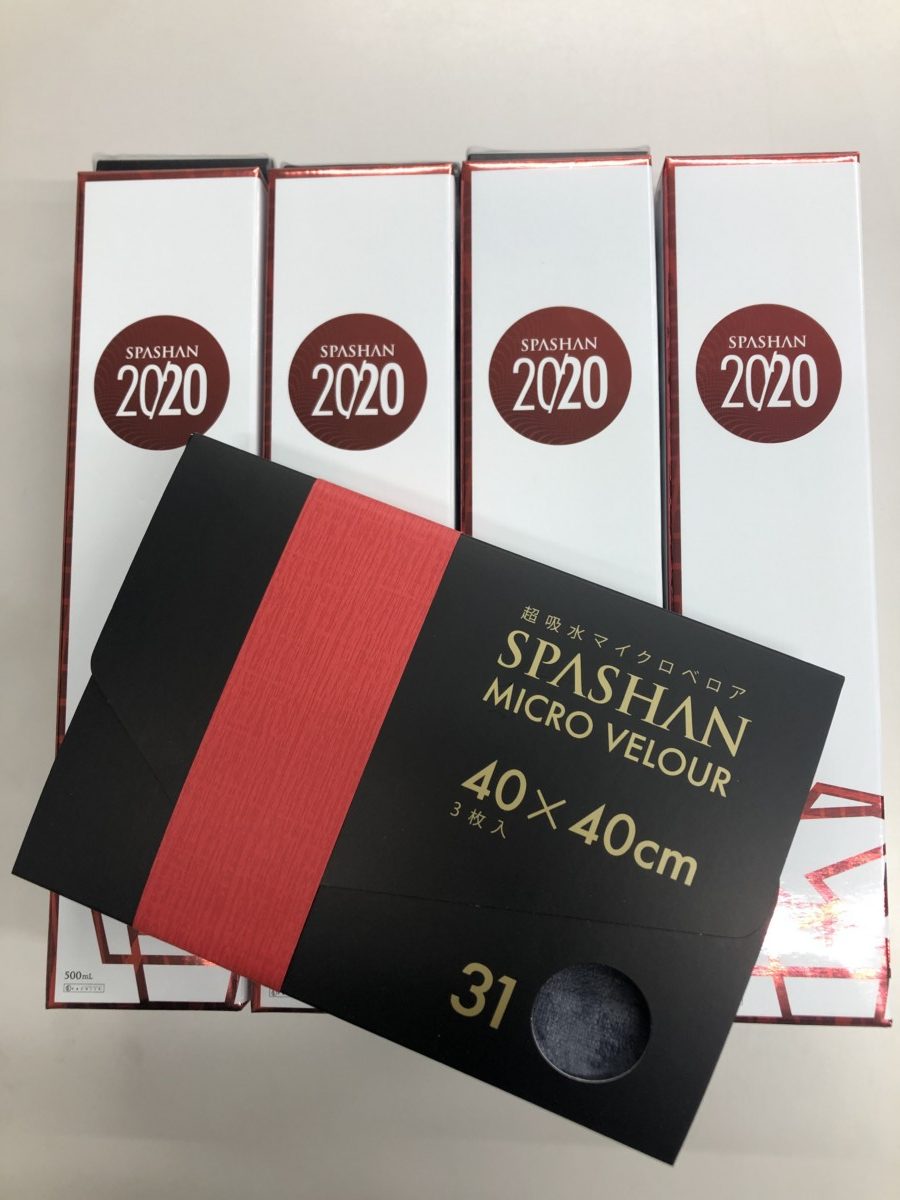 SPASHAN
2020
SPASHAN
2020
SPASHAN
2020
SPASHAN
2020
超吸水マイクロベロア
SPASHAN
MICRO VELOUR
40×40cm
3枚入
31
500mL